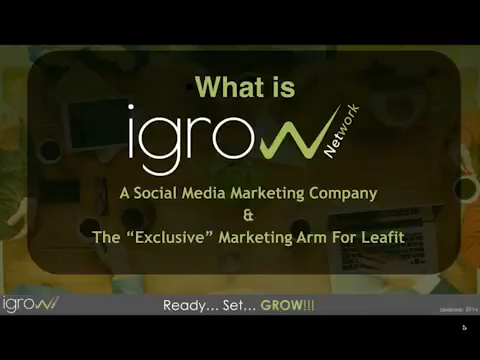 What is
igrow
Network
A Social Media Marketing Company
&
The “Exclusive” Marketing Arm For Leafit
igrow
Ready... Set... GROW!!!